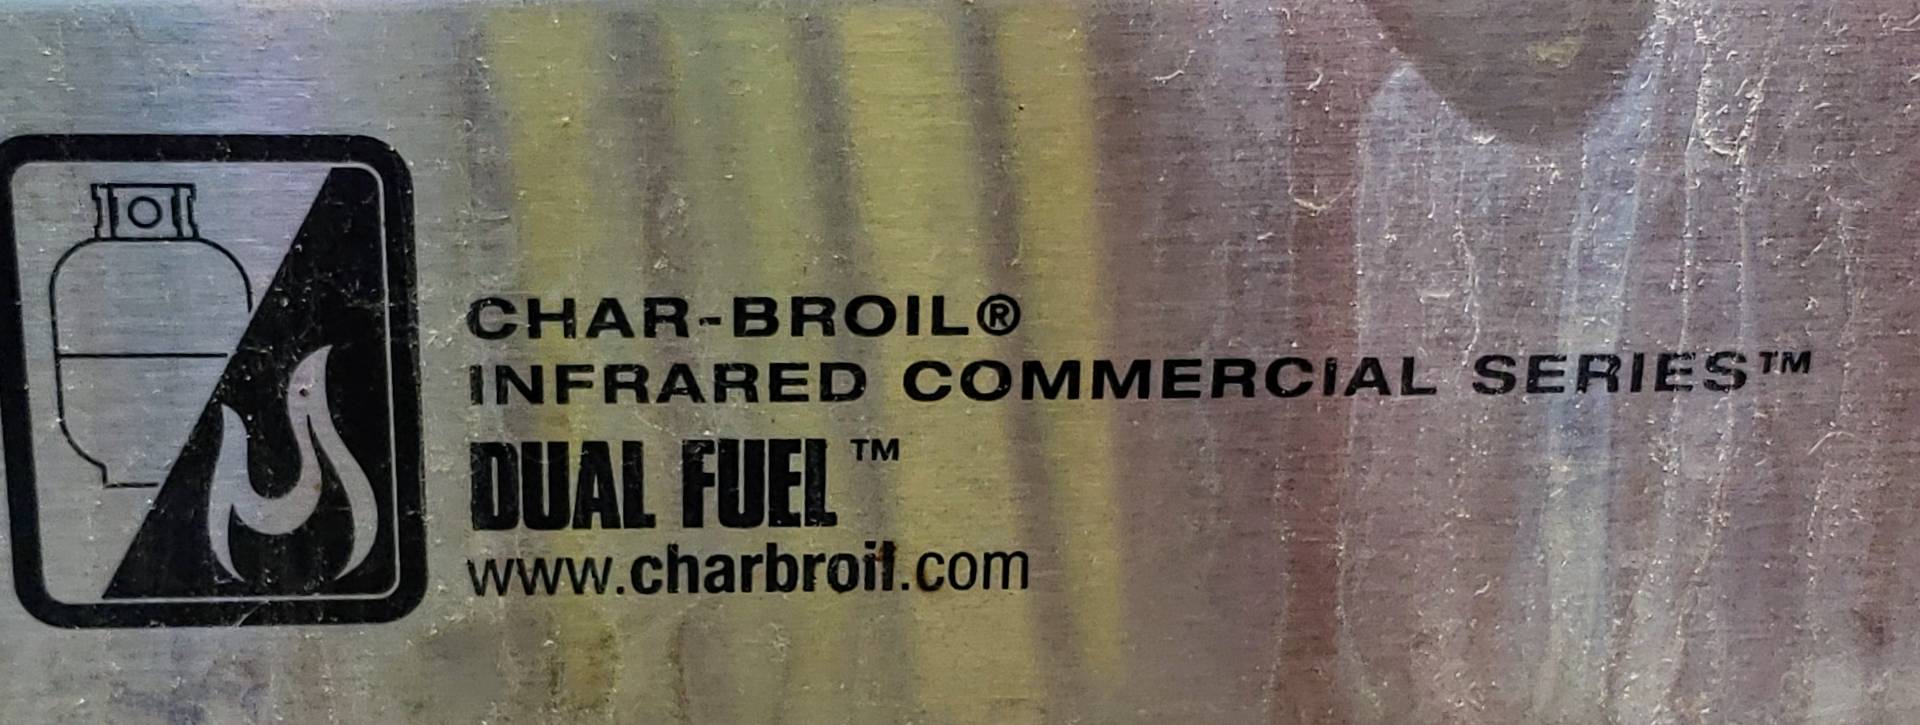 CHAR-BROIL®
INFRARED COMMERCIAL SERIES™
DUAL FUEL™
www.charbroil.com